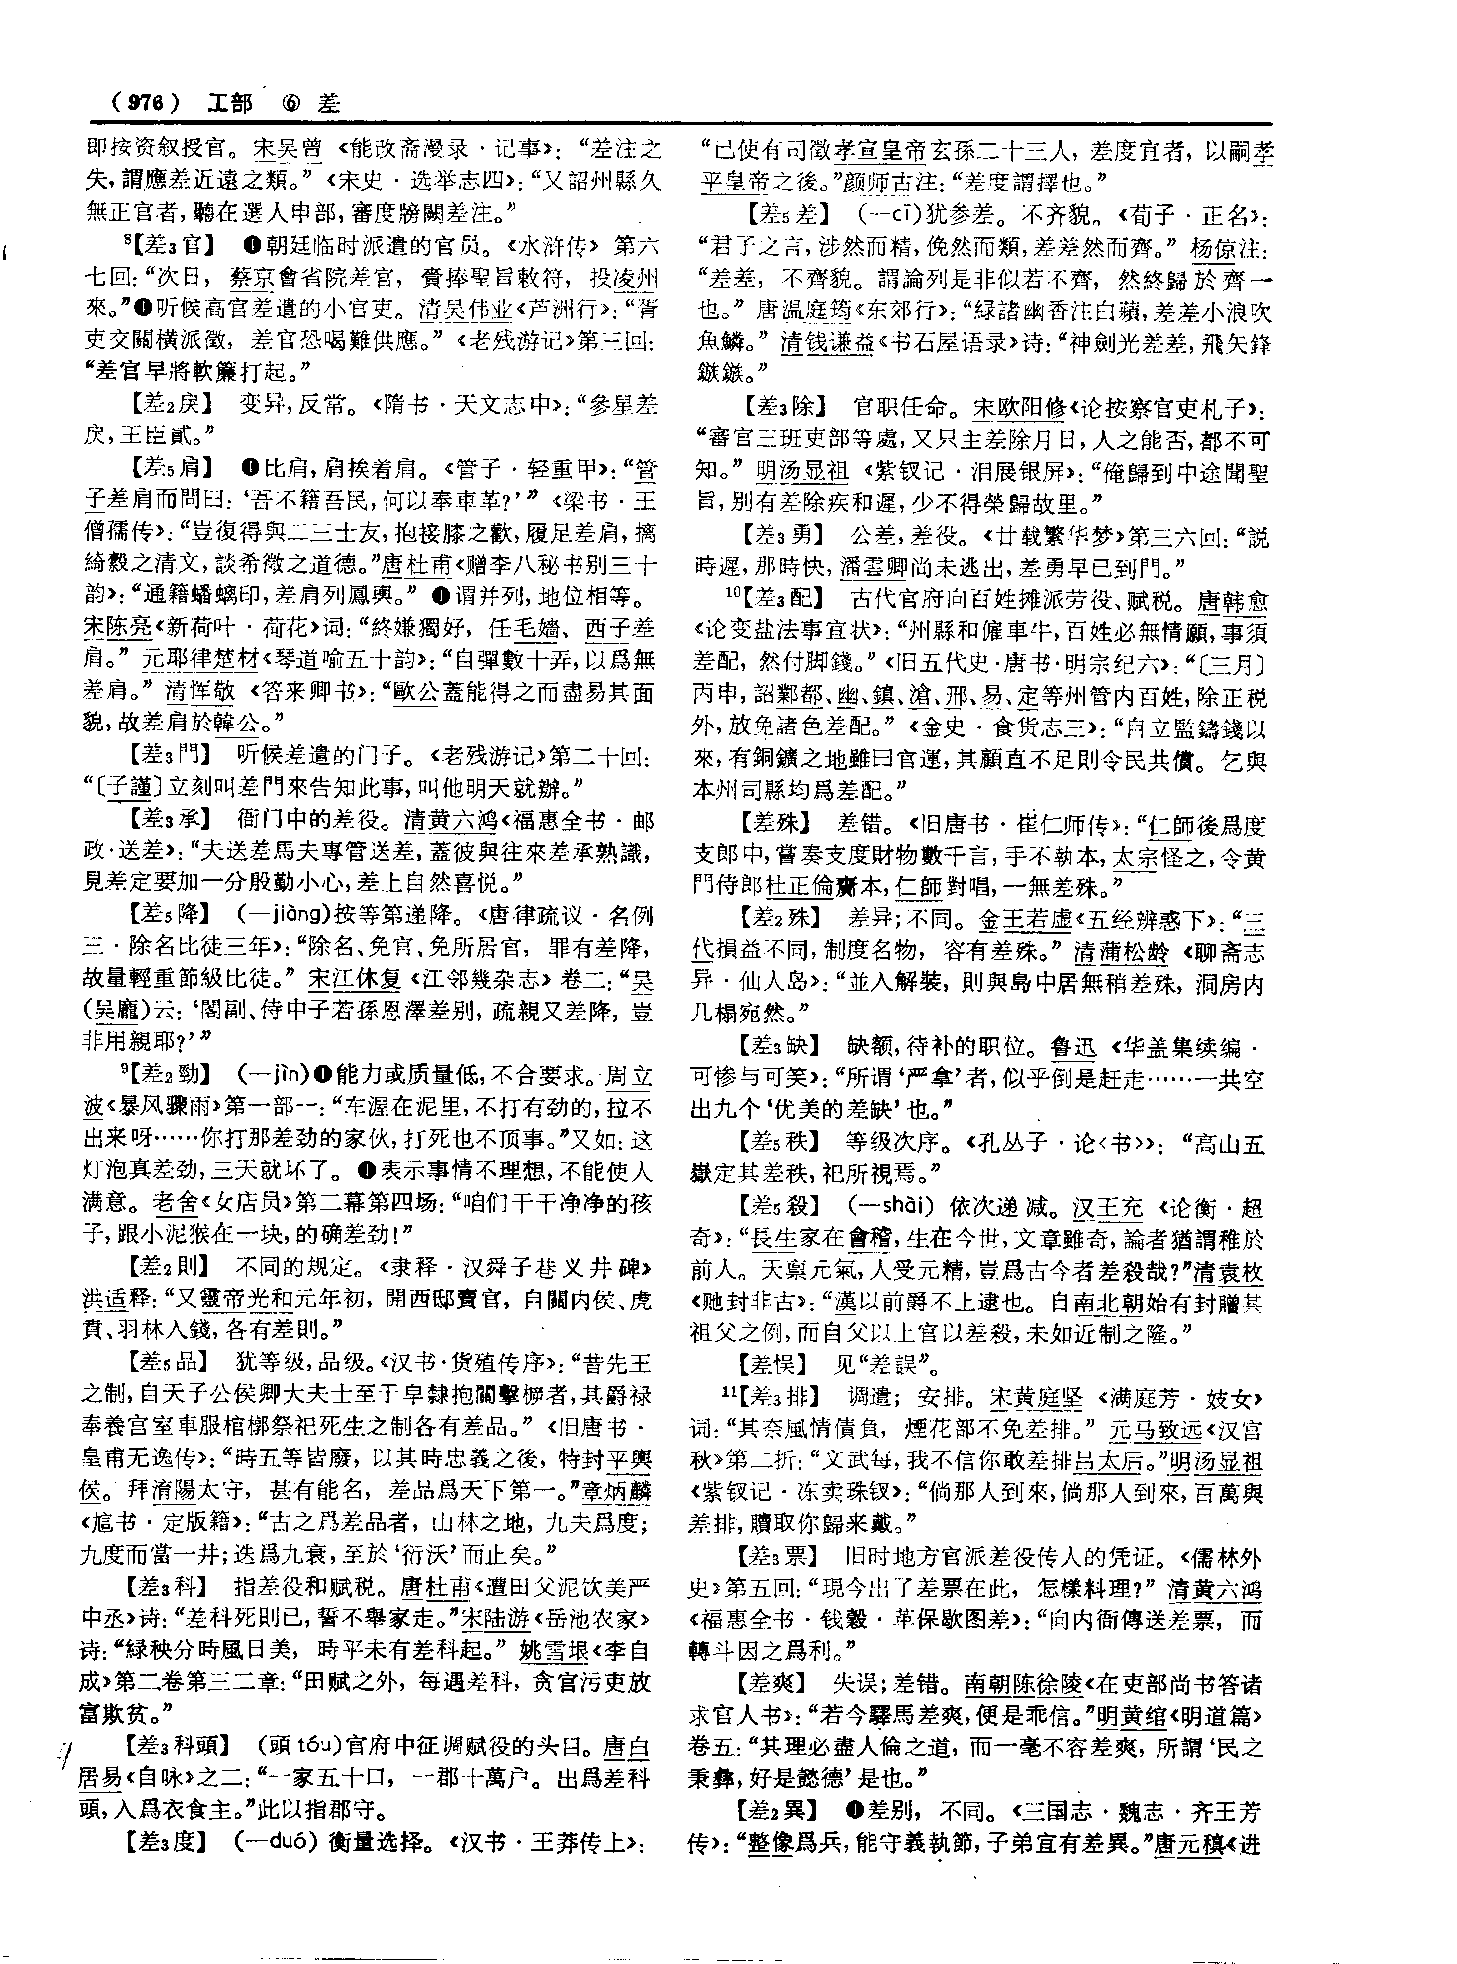 （976） 工部 ⑥ 差
即按资叙授官。宋吴曾《能改斋漫录·记事》：“差注之
失，謂應差近遠之類。”《宋史·选举志四》：“又詔州縣久
無正官者，聽在選人申部，審度牓闕差注。”
8【差3官】 ❶朝廷临时派遣的官员。《水浒传》第六
七回：“次日，蔡京會省院差官，賫捧聖旨敕符，投凌州
來。”❶听候高官差遣的小官吏。清吴伟业《芦洲行》：“胥
吏交關橫派徵，差官恐喝難供應。”《老残游记》第三回：
“差官早將軟簾打起。”
【差2戾】 变异，反常。《隋书·天文志中》：“參星差
戾，王臣貳。”
【差5肩】 ❶比肩，肩挨着肩。《管子·轻重甲》：“管
子差肩而問曰：‘吾不籍吾民，何以奉車革？’”《梁书·王
僧孺传》：“豈復得與二三士友，抱接膝之歡，履足差肩，摛
綺縠之清文，談希微之道德。”唐杜甫《赠李八秘书别三十
韵》：“通籍蟠螭印，差肩列鳳輿。”❶谓并列，地位相等。
宋陈亮《新荷叶·荷花》词：“終嫌獨好，任毛嬙、西子差
肩。”元耶律楚材《琴道喻五十韵》：“自彈數十弄，以爲無
差肩。”清恽敬《答来卿书》：“歐公蓋能得之而盡易其面
貌，故差肩於韓公。”
【差3門】 听候差遣的门子。《老残游记》第二十回：
“〔子謹〕立刻叫差門來告知此事，叫他明天就辦。”
【差3承】 衙门中的差役。清黄六鸿《福惠全书·邮
政·送差》：“夫送差馬夫專管送差，蓋彼與往來差承熟識，
見差定要加一分殷勤小心，差上自然喜悦。”
【差5降】 （—jiàng）按等第递降。《唐律疏议·名例
三·除名比徒三年》：“除名、免官、免所居官，罪有差降，
故量輕重節級比徒。”宋江休复《江邻幾杂志》卷二：“吴
（吴龐）云：‘閣副、侍中子若孫恩澤差别，疏親又差降，豈
非用親耶？’”
9【差2勁】 （—jìn）❶能力或质量低，不合要求。周立
波《暴风骤雨》第一部一：“车渥在泥里，不打有劲的，拉不
出来呀……你打那差劲的家伙，打死也不顶事。”又如：这
灯泡真差劲，三天就坏了。❶表示事情不理想，不能使人
满意。老舍《女店员》第二幕第四场：“咱们干干净净的孩
子，跟小泥猴在一块，的确差劲！”
【差2則】 不同的规定。《隶释·汉舜子巷义井碑》
洪适释：“又靈帝光和元年初，開西邸賣官，自關内侯、虎
賁、羽林入錢，各有差則。”
【差5品】 犹等级，品级。《汉书·货殖传序》：“昔先王
之制，自天子公侯卿大夫士至于皁隸抱關擊㭓者，其爵禄
奉養宫室車服棺槨祭祀死生之制各有差品。”《旧唐书·
皇甫无逸传》：“時五等皆廢，以其時忠義之後，特封平輿
侯。拜淯陽太守，甚有能名，差品爲天下第一。”章炳麟
《訄书·定版籍》：“古之爲差品者，山林之地，九夫爲度；
九度而當一井；迭爲九衰，至於‘衍沃’而止矣。”
【差3科】 指差役和赋税。唐杜甫《遭田父泥饮美严
中丞》诗：“差科死則已，誓不舉家走。”宋陆游《岳池农家》
诗：“緑秧分時風日美，時平未有差科起。”姚雪垠《李自
成》第二卷第三二章：“田赋之外，每遇差科，贪官污吏放
富欺贫。”
【差3科頭】 （頭tóu）官府中征调赋役的头目。唐白
居易《自咏》之二：“一家五十口，一郡十萬户。出爲差科
頭，入爲衣食主。”此以指郡守。
【差3度】 （—duó）衡量选择。《汉书·王莽传上》：
“已使有司徵孝宣皇帝玄孫二十三人，差度宜者，以嗣孝
平皇帝之後。”颜师古注：“差度謂擇也。”
【差5差】 （—cī）犹参差。不齐貌。《荀子·正名》：
“君子之言，涉然而精，俛然而類，差差然而齊。”杨倞注：
“差差，不齊貌。謂論列是非似若不齊，然終歸於齊一
也。”唐温庭筠《东郊行》：“緑諸幽香注白蘋，差差小浪吹
魚鱗。”清钱谦益《书石屋语录》诗：“神劍光差差，飛矢鋒
鏃鏃。”
【差3除】 官职任命。宋欧阳修《论按察官吏札子》：
“審官三班吏部等處，又只主差除月日，人之能否，都不可
知。”明汤显祖《紫钗记·泪展银屏》：“俺歸到中途聞聖
旨，别有差除疾和遲，少不得榮歸故里。”
【差3勇】 公差，差役。《廿载繁华梦》第三六回：“説
時遲，那時快，潘雲卿尚未逃出，差勇早已到門。”
10【差3配】 古代官府向百姓摊派劳役、赋税。唐韩愈
《论变盐法事宜状》：“州縣和僱車牛，百姓必無情願，事須
差配，然付脚錢。”《旧五代史·唐书·明宗纪六》：“〔三月〕
丙申，詔鄴都、幽、鎮、滄、邢、易、定等州管内百姓，除正税
外，放免諸色差配。”《金史·食货志三》：“自立監鑄錢以
來，有銅鑛之地雖曰官運，其顧直不足則令民共償。乞與
本州司縣均爲差配。”
【差殊】 差错。《旧唐书·崔仁师传》：“仁師後爲度
支郎中，嘗奏支度財物數千言，手不執本，太宗怪之，令黄
門侍郎杜正倫齎本，仁師對唱，一無差殊。”
【差2殊】 差异；不同。金王若虚《五经辨惑下》：“三
代損益不同，制度名物，容有差殊。”清蒲松龄《聊斋志
异·仙人岛》：“並入解裝，則與島中居無稍差殊，洞房内
几榻宛然。”
【差3缺】 缺额，待补的职位。鲁迅《华盖集续编·
可惨与可笑》：“所谓‘严拿’者，似乎倒是赶走……一共空
出九个‘优美的差缺’也。”
【差5秩】 等级次序。《孔丛子·论〈书〉》：“高山五
嶽定其差秩，祀所視焉。”
【差5殺】 （—shài）依次递减。汉王充《论衡·超
奇》：“長生家在會稽，生在今世，文章雖奇，論者猶謂稚於
前人。天稟元氣，人受元精，豈爲古今者差殺哉？”清袁枚
《驰封非古》：“漢以前爵不上逮也。自南北朝始有封贈其
祖父之例，而自父以上官以差殺，未如近制之隆。”
【差悮】 见“差誤”。
11【差3排】 调遣；安排。宋黄庭坚《满庭芳·妓女》
词：“其奈風情債負，煙花部不免差排。”元马致远《汉宫
秋》第二折：“文武每，我不信你敢差排吕太后。”明汤显祖
《紫钗记·冻卖珠钗》：“倘那人到來，倘那人到來，百萬與
差排，贖取你歸来戴。”
【差3票】 旧时地方官派差役传人的凭证。《儒林外
史》第五回：“現今出了差票在此，怎樣料理？”清黄六鸿
《福惠全书·钱穀·革保歇图差》：“向内衙傳送差票，而
轉斗因之爲利。”
【差爽】 失误；差错。南朝陈徐陵《在吏部尚书答诸
求官人书》：“若今驛馬差爽，便是乖信。”明黄绾《明道篇》
卷五：“其理必盡人倫之道，而一毫不容差爽，所謂‘民之
秉彝，好是懿德’是也。”
【差2異】 ❶差别，不同。《三国志·魏志·齐王芳
传》：“整像爲兵，能守義執節，子弟宜有差異。”唐元稹《进